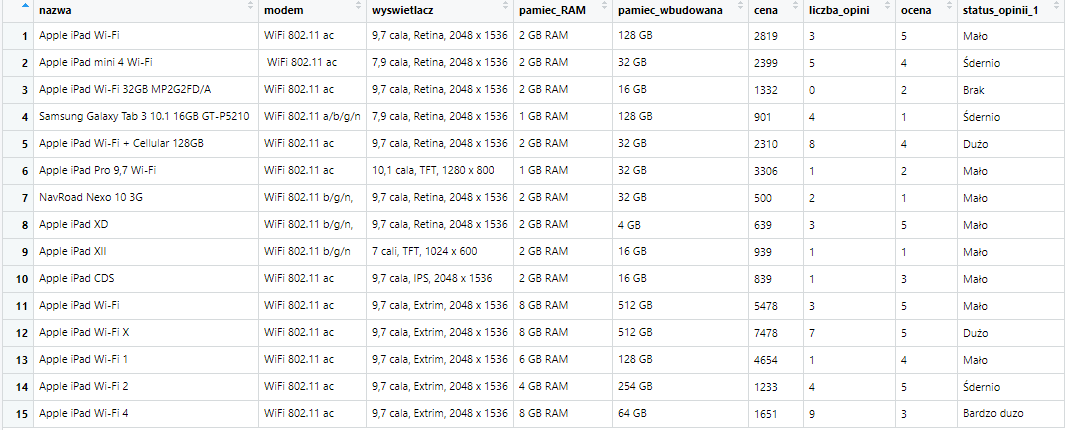 nazwa modem wyswietlacz pamiec_RAM pamiec_wbudowana cena liczba_opini ocena status_opinii_1
1 Apple iPad Wi-Fi WiFi 802.11 ac 9,7 cala, Retina, 2048 x 1536 2 GB RAM 128 GB 2819 3 5 Mało
2 Apple iPad mini 4 Wi-Fi WiFi 802.11 ac 7,9 cala, Retina, 2048 x 1536 2 GB RAM 32 GB 2399 5 4 Śdernio
3 Apple iPad Wi-Fi 32GB MP2G2FD/A WiFi 802.11 ac 9,7 cala, Retina, 2048 x 1536 2 GB RAM 16 GB 1332 0 2 Brak
4 Samsung Galaxy Tab 3 10.1 16GB GT-P5210 WiFi 802.11 a/b/g/n 7,9 cala, Retina, 2048 x 1536 1 GB RAM 128 GB 901 4 1 Śdernio
5 Apple iPad Wi-Fi + Cellular 128GB WiFi 802.11 ac 9,7 cala, Retina, 2048 x 1536 2 GB RAM 32 GB 2310 8 4 Dużo
6 Apple iPad Pro 9,7 Wi-Fi WiFi 802.11 ac 10,1 cala, TFT, 1280 x 800 1 GB RAM 32 GB 3306 1 2 Mało
7 NavRoad Nexo 10 3G WiFi 802.11 b/g/n, 9,7 cala, Retina, 2048 x 1536 2 GB RAM 32 GB 500 2 1 Mało
8 Apple iPad XD WiFi 802.11 b/g/n, 9,7 cala, Retina, 2048 x 1536 2 GB RAM 4 GB 639 3 5 Mało
9 Apple iPad XII WiFi 802.11 b/g/n 7 cali, TFT, 1024 x 600 2 GB RAM 16 GB 939 1 1 Mało
10 Apple iPad CDS WiFi 802.11 ac 9,7 cala, IPS, 2048 x 1536 2 GB RAM 16 GB 839 1 3 Mało
11 Apple iPad Wi-Fi WiFi 802.11 ac 9,7 cala, Extrim, 2048 x 1536 8 GB RAM 512 GB 5478 3 5 Mało
12 Apple iPad Wi-Fi X WiFi 802.11 ac 9,7 cala, Extrim, 2048 x 1536 8 GB RAM 512 GB 7478 7 5 Dużo
13 Apple iPad Wi-Fi 1 WiFi 802.11 ac 9,7 cala, Extrim, 2048 x 1536 6 GB RAM 128 GB 4654 1 4 Mało
14 Apple iPad Wi-Fi 2 WiFi 802.11 ac 9,7 cala, Extrim, 2048 x 1536 4 GB RAM 254 GB 1233 4 5 Śdernio
15 Apple iPad Wi-Fi 4 WiFi 802.11 ac 9,7 cala, Extrim, 2048 x 1536 8 GB RAM 64 GB 1651 9 3 Bardzo duzo